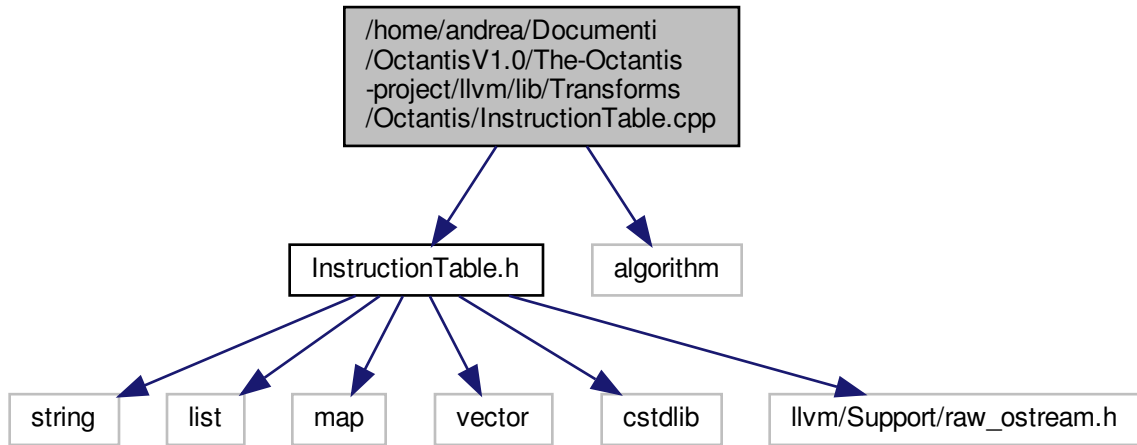 /home/andrea/Documenti
/OctantisV1.0/The-Octantis
-project/llvm/lib/Transforms
/Octantis/InstructionTable.cpp
InstructionTable.h
algorithm
string
list
map
vector
cstdlib
llvm/Support/raw_ostream.h